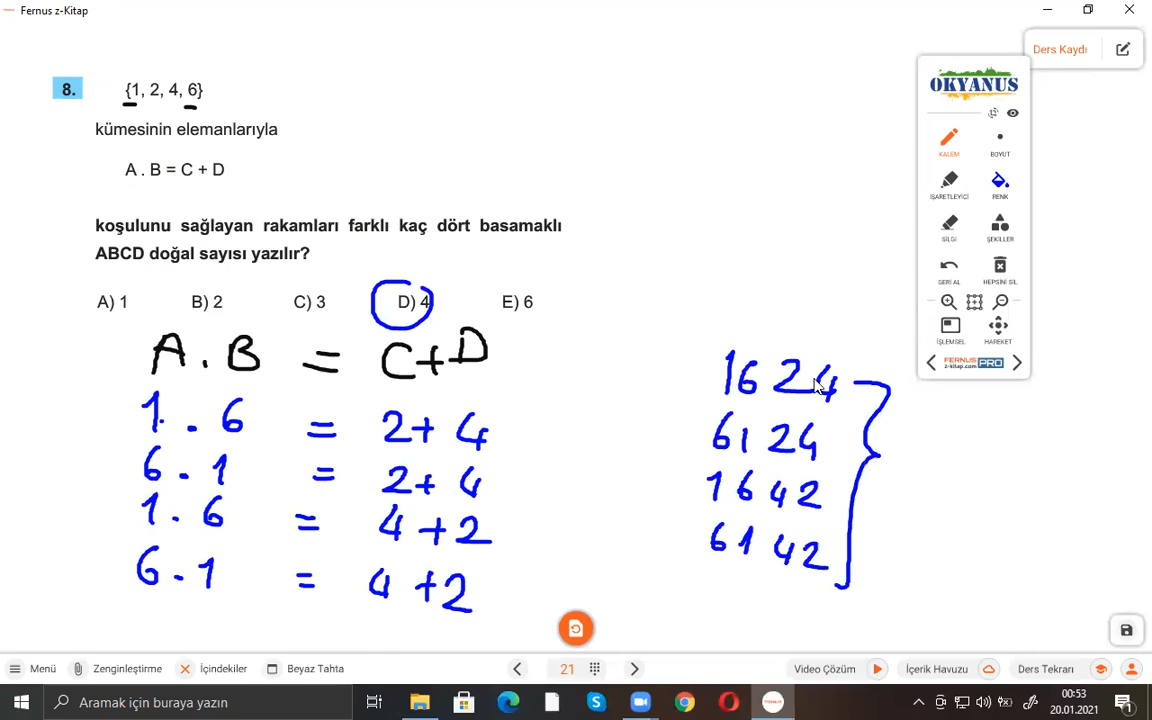 Fernus z-Kitap
Ders Kaydı
OKYANUS
8. {1, 2, 4, 6}
kümesinin elemanlarıyla
A . B = C + D
koşulunu sağlayan rakamları farklı kaç dört basamaklı
ABCD doğal sayısı yazılır?
A) 1 B) 2 C) 3 D) 4 E) 6
A . B = C + D
1 . 6 = 2 + 4
6 . 1 = 2 + 4
1 . 6 = 4 + 2
6 . 1 = 4 + 2
1624
6124
1642
6142
KALEM BOYUT
İŞARETLEYİCİ RENK
SİLGİ ŞEKİLLER
GERİ AL HEPSİNİ SİL
İŞLEMSEL HAREKET
FERNUS PRO
z-kitap.com
Menü Zenginleştirme İçindekiler Beyaz Tahta 21 Video Çözüm İçerik Havuzu Ders Tekrarı
Aramak için buraya yazın
00:53
20.01.2021
1